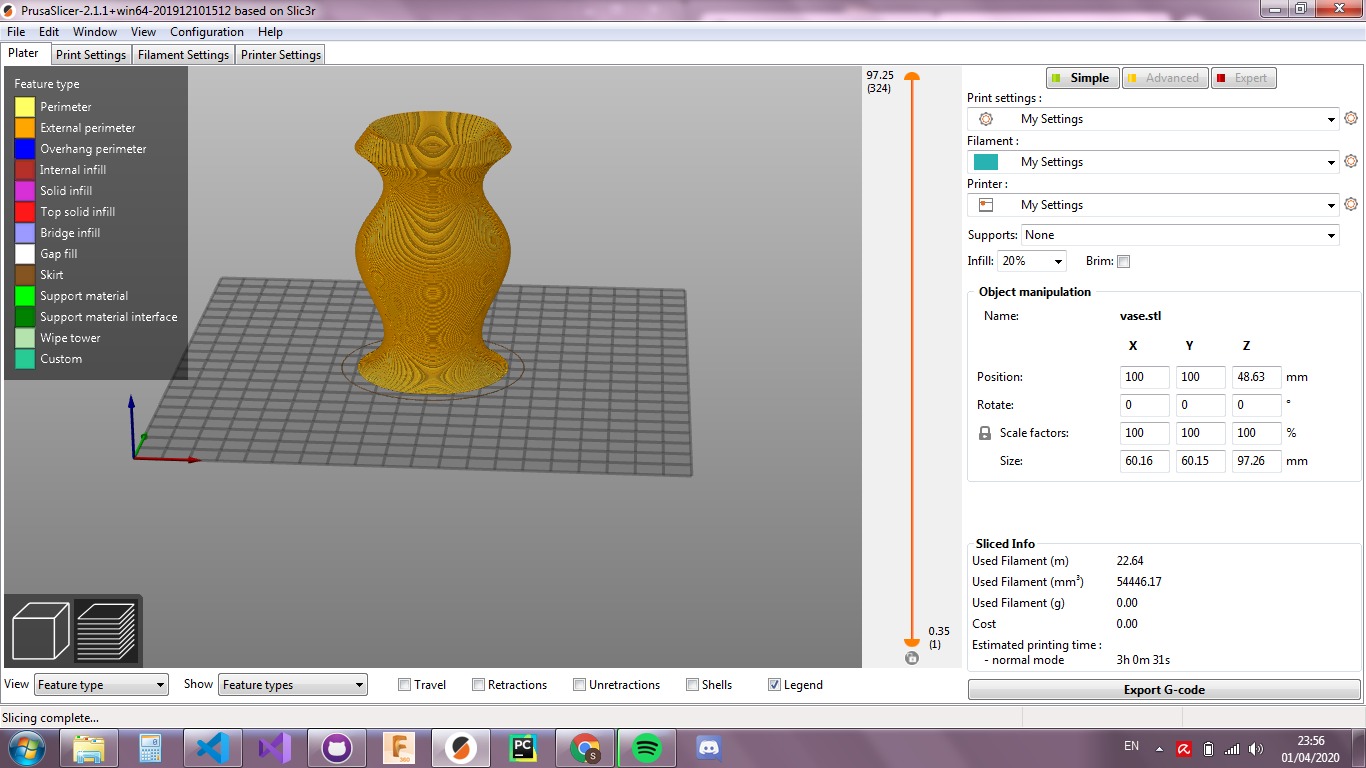 PrusaSlicer-2.1.1+win64-201912101512 based on Slic3r
File Edit Window View Configuration Help
Plater Print Settings Filament Settings Printer Settings
Feature type
Perimeter
External perimeter
Overhang perimeter
Internal infill
Solid infill
Top solid infill
Bridge infill
Gap fill
Skirt
Support material
Support material interface
Wipe tower
Custom
97.25
(324)
0.35
(1)
Simple Advanced Expert
Print settings :
My Settings
Filament :
My Settings
Printer :
My Settings
Supports: None
Infill: 20% Brim:
Object manipulation
Name: vase.stl
X Y Z
Position: 100 100 48.63 mm
Rotate: 0 0 0 °
Scale factors: 100 100 100 %
Size: 60.16 60.15 97.26 mm
Sliced Info
Used Filament (m) 22.64
Used Filament (mm³) 54446.17
Used Filament (g) 0.00
Cost 0.00
Estimated printing time :
- normal mode 3h 0m 31s
Export G-code
View Feature type Show Feature types Travel Retractions Unretractions Shells Legend
Slicing complete...
F
360
PC
S
EN
23:56
01/04/2020